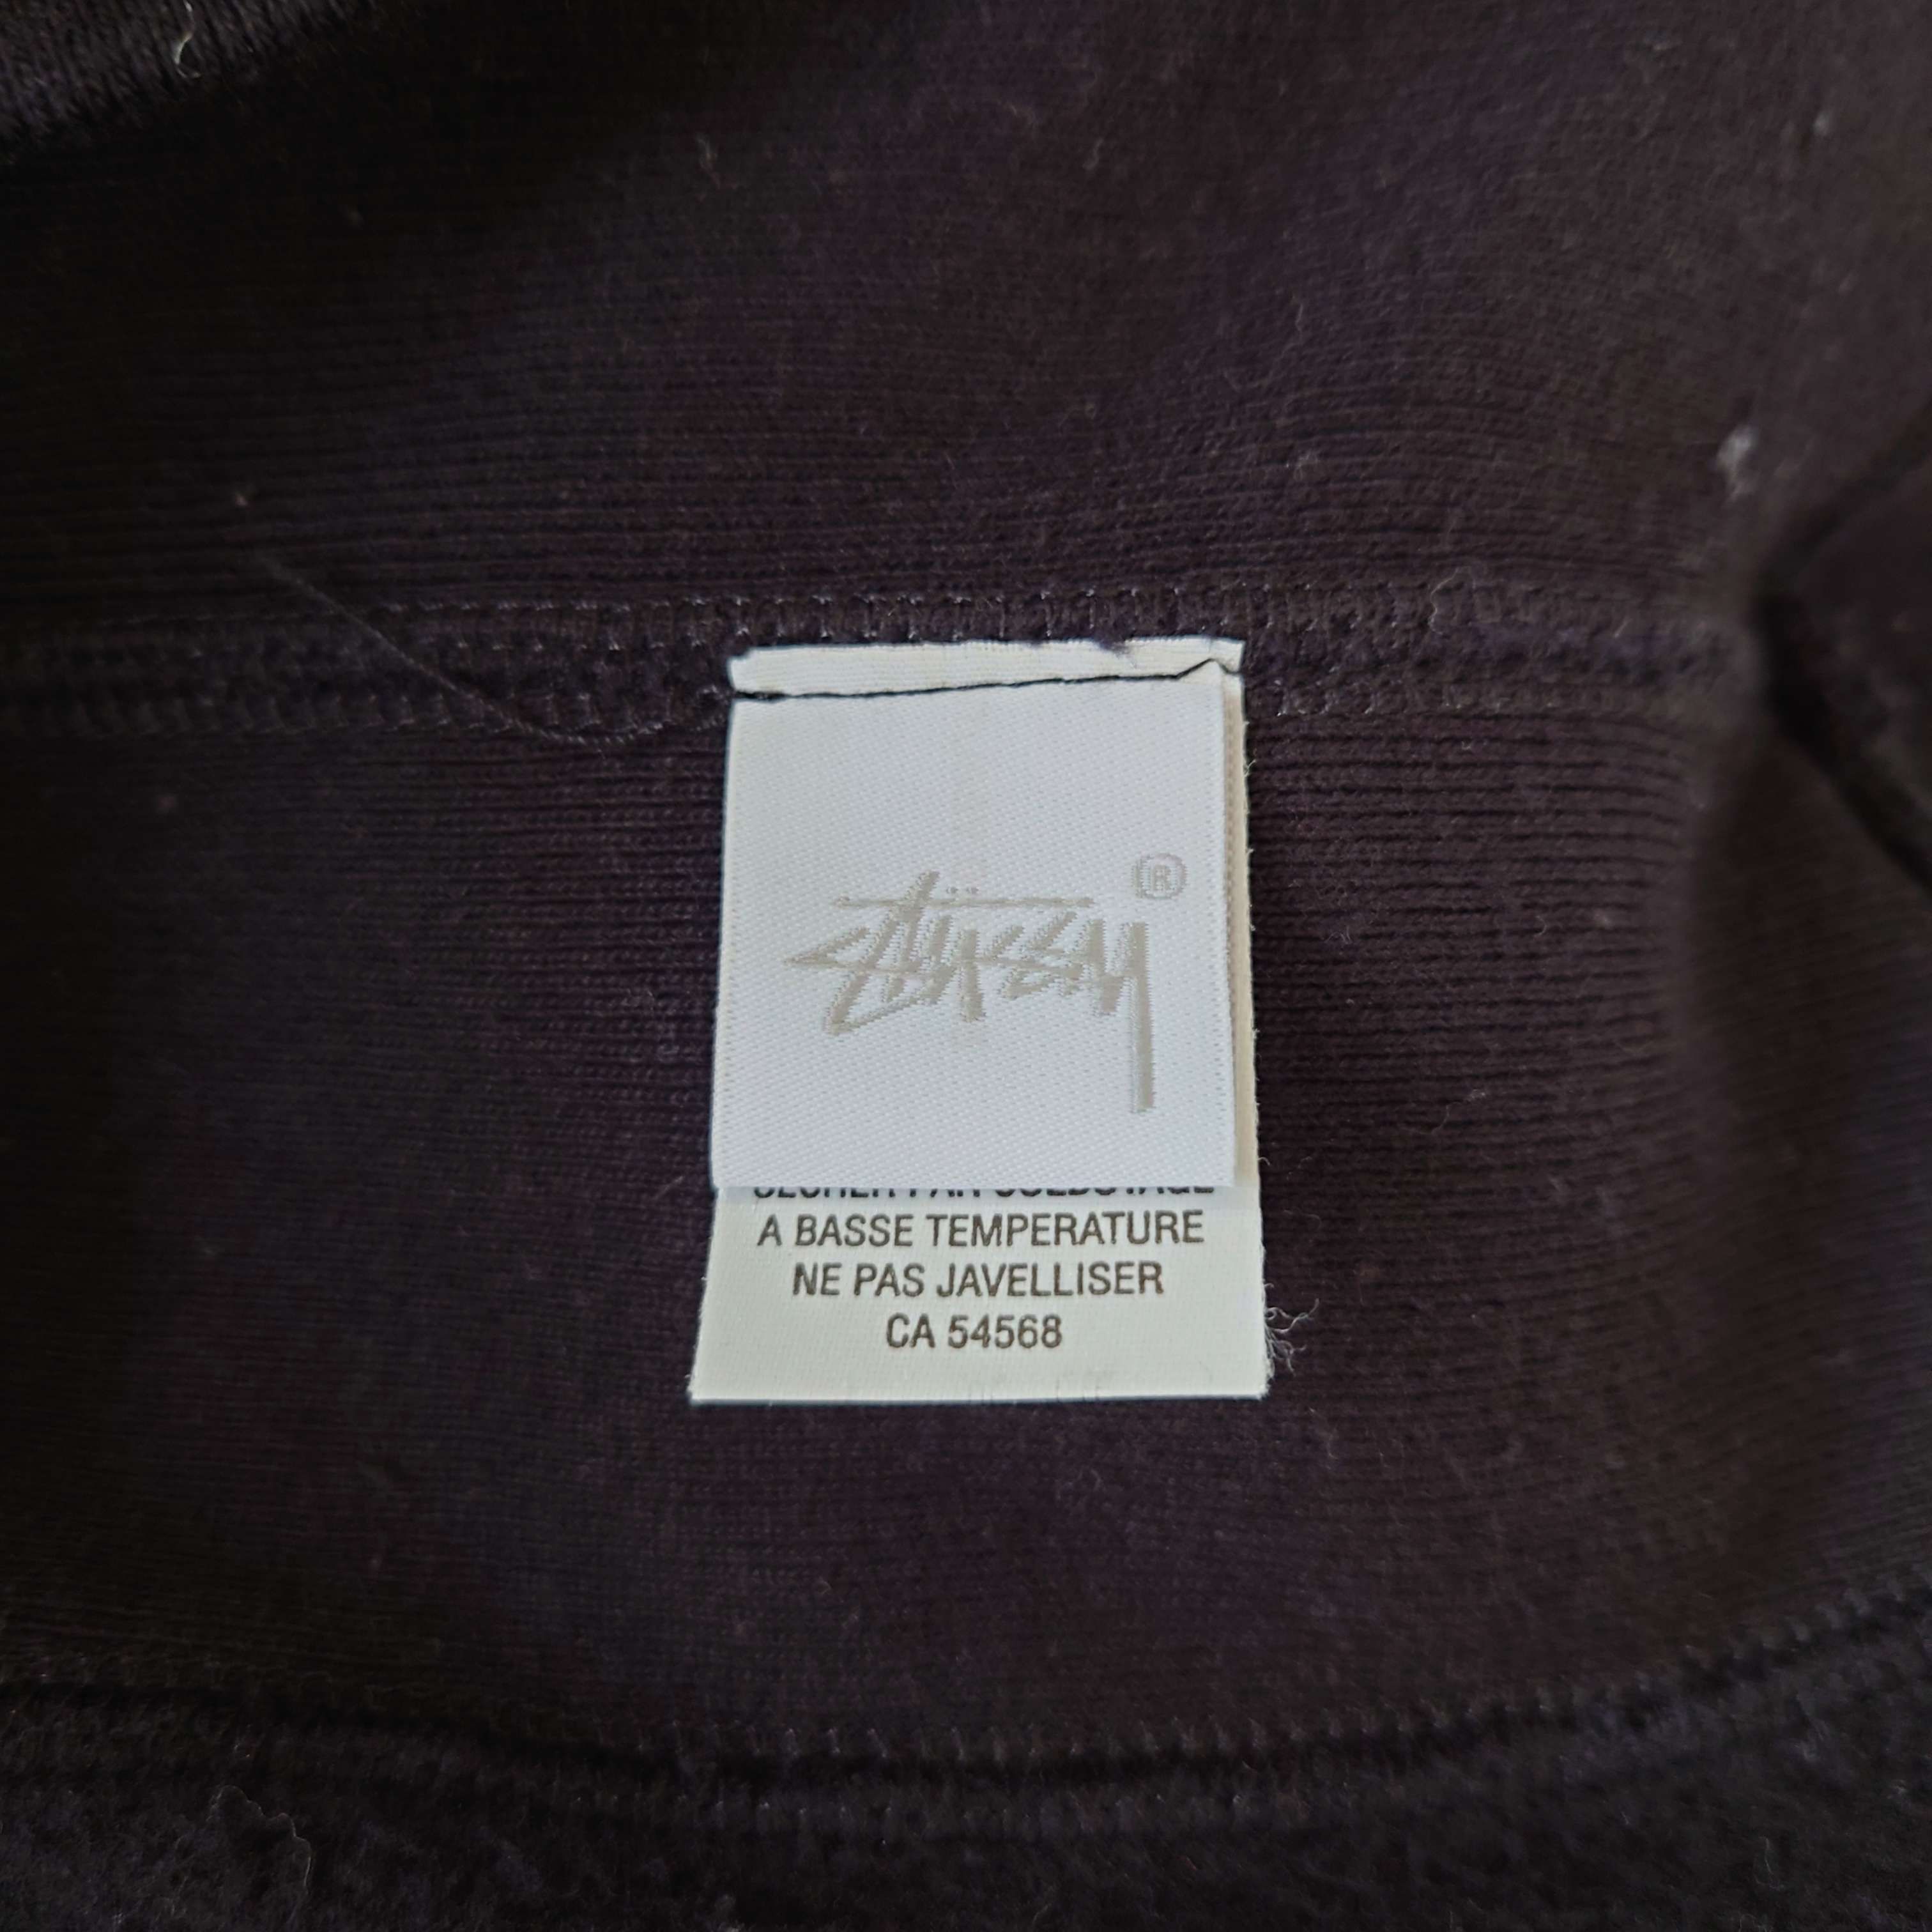 Stüssy ®
A BASSE TEMPERATURE
NE PAS JAVELLISER
CA 54568